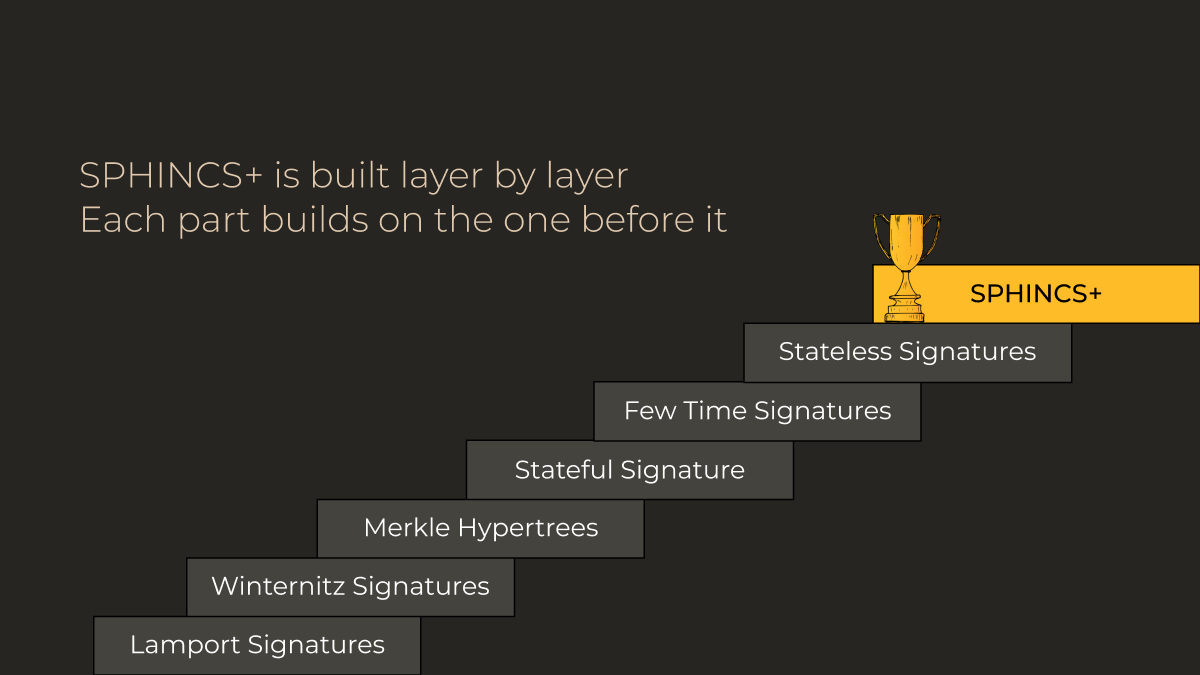 SPHINCS+ is built layer by layer
Each part builds on the one before it
SPHINCS+
Stateless Signatures
Few Time Signatures
Stateful Signature
Merkle Hypertrees
Winternitz Signatures
Lamport Signatures